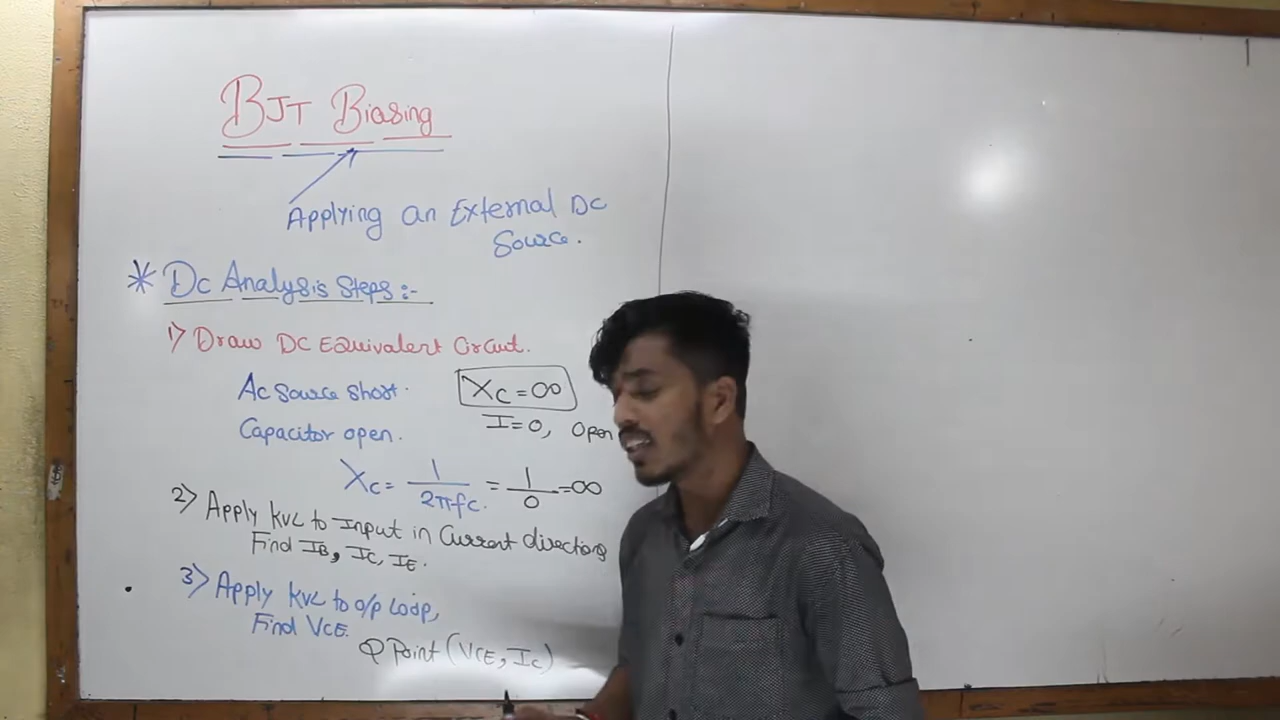 BJT Biasing
Applying an External DC
Source.
* Dc Analysis Steps :-
1) Draw DC Equivalent Circuit.
Ac source short.
Capacitor open.
Xc = ∞
I=0, Open
Xc = 1/2πfc. = 1/0 = ∞
2) Apply KVL to Input in Current directions
Find IB, IC, IE.
3) Apply KVL to o/p Loop,
Find VCE.
Q Point (VCE, IC)